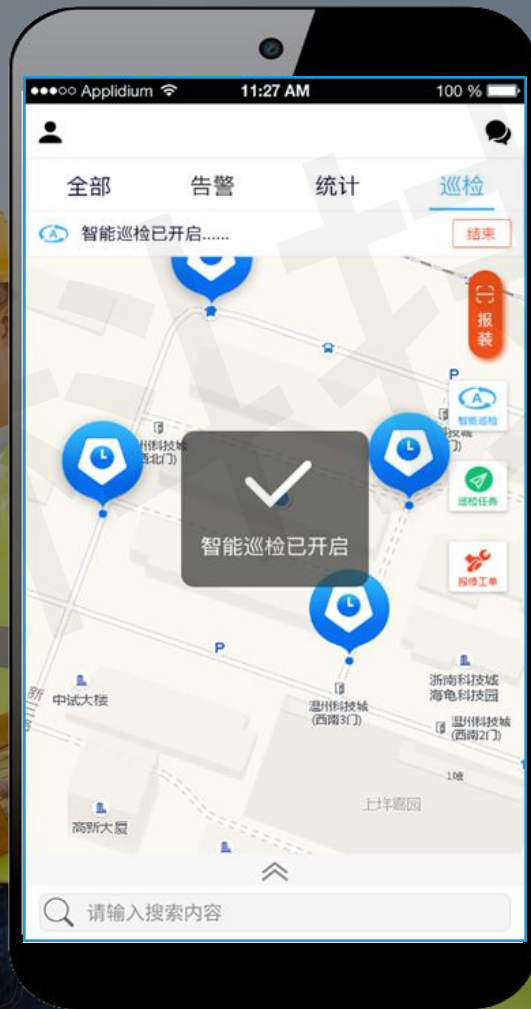 Applidium 11:27 AM 100 %
全部 告警 统计 巡检
智能巡检已开启...... 结束
报装
P
A
智能巡检
巡检任务
智能巡检已开启
报修工单
P
浙南科技城
海龟科技园
中试大楼
温州科技城
(西南3门)
温州科技城
(西南2门)
新三路
上垟嘉园
高新大厦
请输入搜索内容